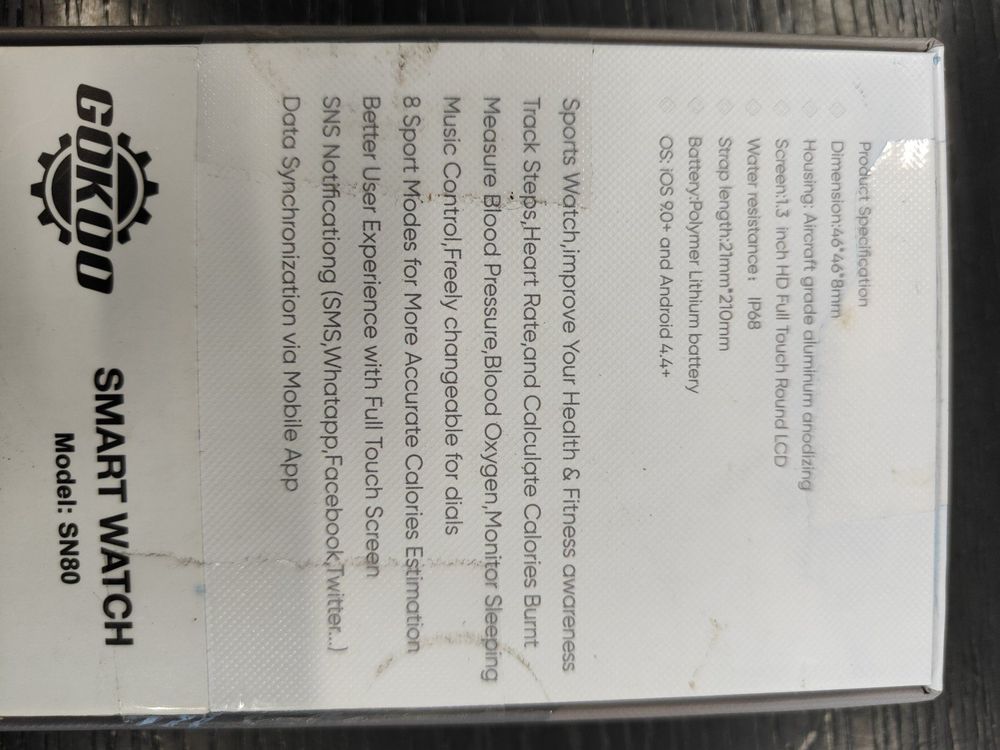 Product Specification
Dimension:46*46*8mm
Housing: Aircraft grade aluminum anodizing
Screen:1.3 inch HD Full Touch Round LCD
Water resistance： IP68
Strap length:21mm*210mm
Battery:Polymer Lithium battery
OS: iOS 9.0+ and Android 4.4+
Sports Watch,improve Your Health & Fitness awareness
Track Steps,Heart Rate,and Calculate Calories Burnt
Measure Blood Pressure,Blood Oxygen,Monitor Sleeping
Music Control,Freely changeable for dials
8 Sport Modes for More Accurate Calories Estimation
Better User Experience with Full Touch Screen
SNS Notificationg (SMS,Whatapp,Facebook,Twitter...)
Data Synchronization via Mobile App
GOKOO
SMART WATCH
Model: SN80